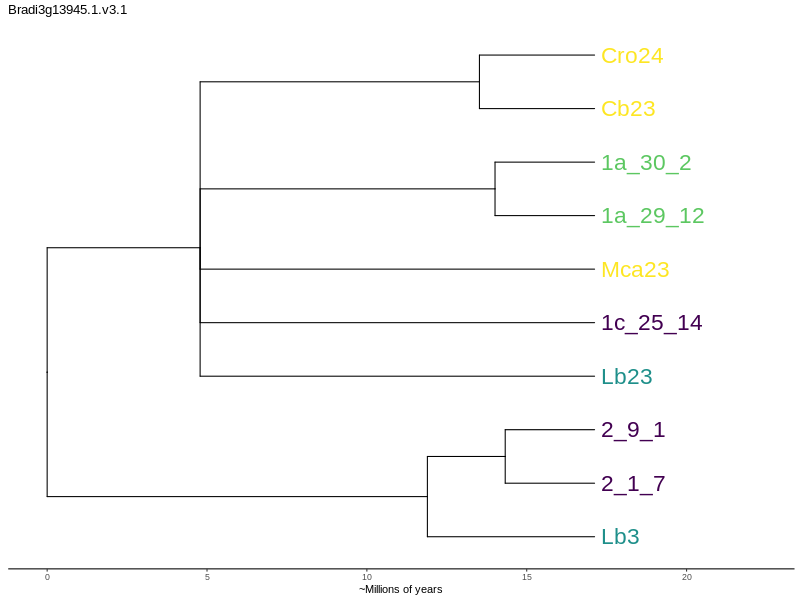 Bradi3g13945.1.v3.1
Cro24
Cb23
1a_30_2
1a_29_12
Mca23
1c_25_14
Lb23
2_9_1
2_1_7
Lb3
0 5 10 15 20
~Millions of years